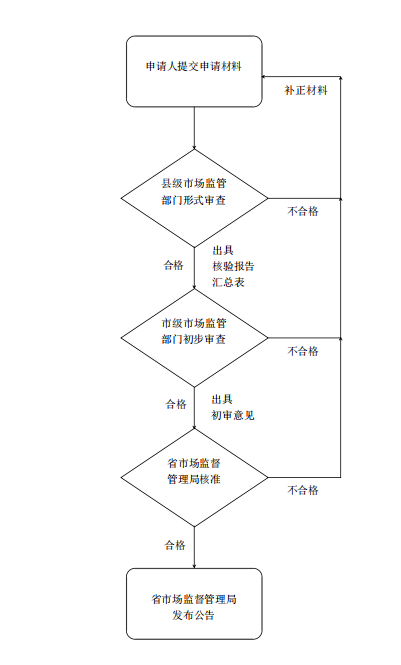 申请人提交申请材料
补正材料
县级市场监管
部门形式审查
不合格
合格
出具
核验报告
汇总表
市级市场监管
部门初步审查
不合格
合格
出具
初审意见
省市场监督
管理局核准
不合格
合格
省市场监督管理局
发布公告